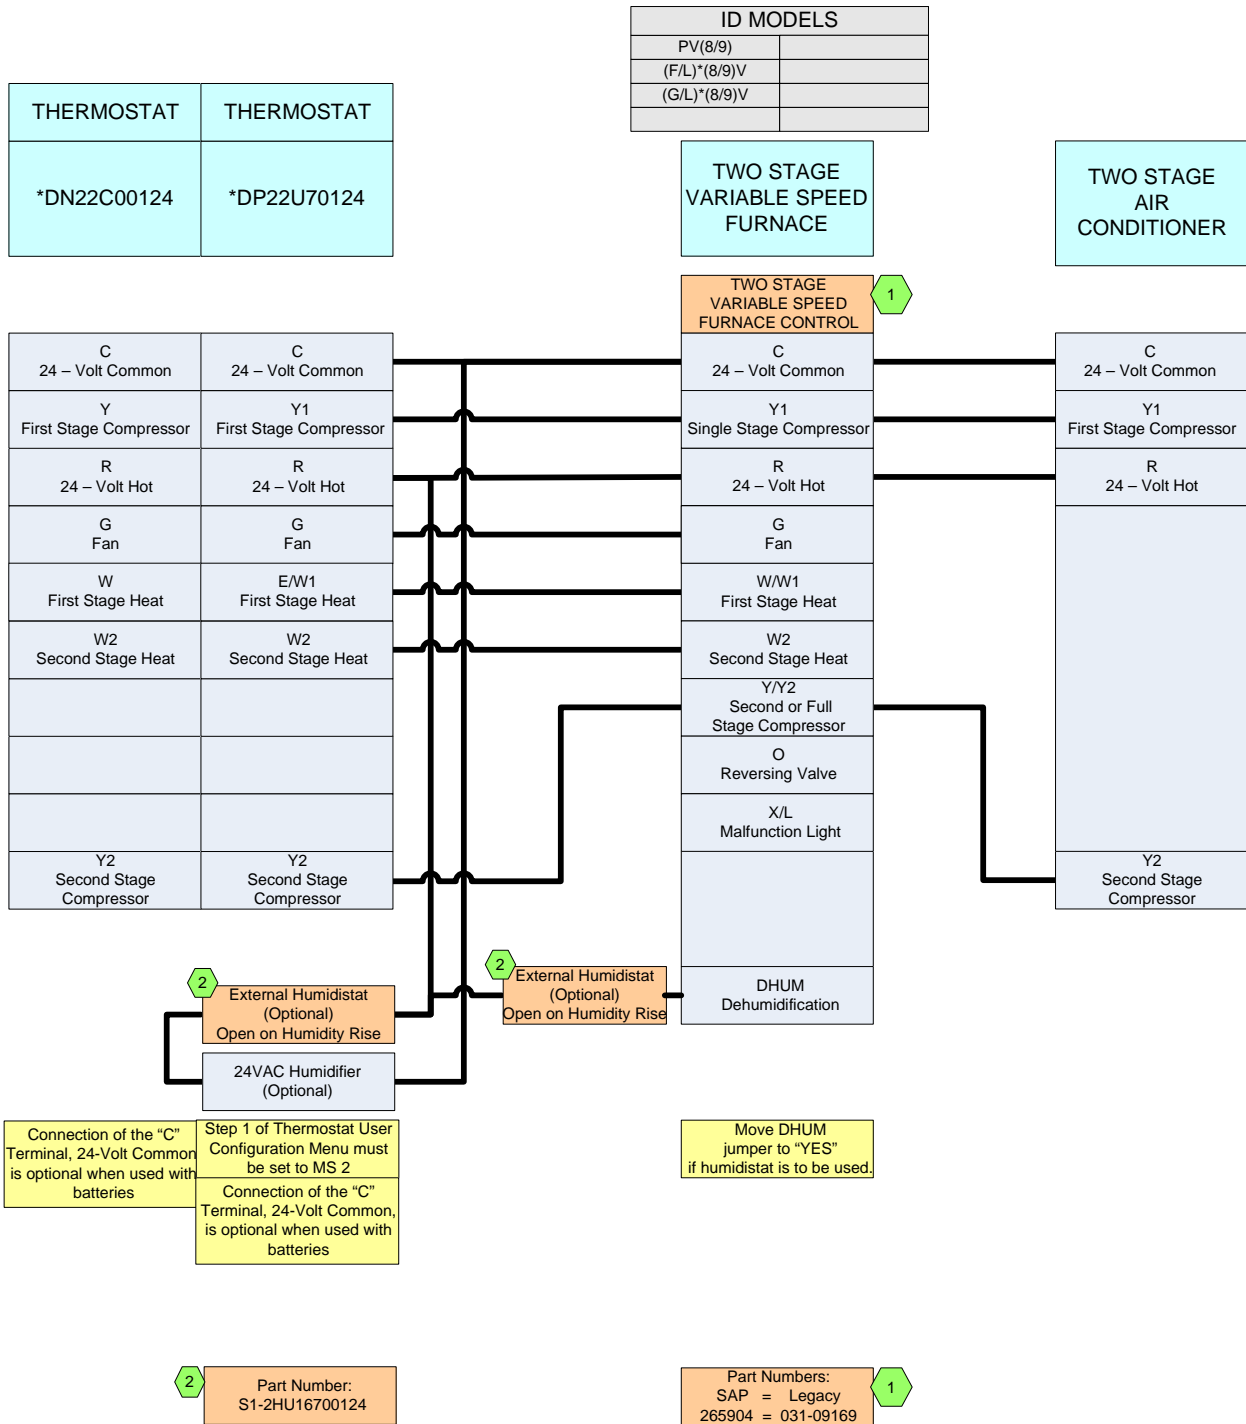 ID MODELS
PV(8/9)
(F/L)*(8/9)V
(G/L)*(8/9)V
THERMOSTAT
THERMOSTAT
*DN22C00124
*DP22U70124
TWO STAGE
VARIABLE SPEED
FURNACE
TWO STAGE
AIR
CONDITIONER
TWO STAGE
VARIABLE SPEED
FURNACE CONTROL
1
C
24 – Volt Common
C
24 – Volt Common
C
24 – Volt Common
C
24 – Volt Common
Y
First Stage Compressor
Y1
First Stage Compressor
Y1
Single Stage Compressor
Y1
First Stage Compressor
R
24 – Volt Hot
R
24 – Volt Hot
R
24 – Volt Hot
R
24 – Volt Hot
G
Fan
G
Fan
G
Fan
W
First Stage Heat
E/W1
First Stage Heat
W/W1
First Stage Heat
W2
Second Stage Heat
W2
Second Stage Heat
W2
Second Stage Heat
Y/Y2
Second or Full
Stage Compressor
O
Reversing Valve
X/L
Malfunction Light
Y2
Second Stage
Compressor
Y2
Second Stage
Compressor
Y2
Second Stage
Compressor
2
External Humidistat
(Optional)
Open on Humidity Rise
2
External Humidistat
(Optional)
Open on Humidity Rise
DHUM
Dehumidification
24VAC Humidifier
(Optional)
Connection of the “C”
Terminal, 24-Volt Common
is optional when used with
batteries
Step 1 of Thermostat User
Configuration Menu must
be set to MS 2
Connection of the “C”
Terminal, 24-Volt Common,
is optional when used with
batteries
Move DHUM
jumper to “YES”
if humidistat is to be used.
2
Part Number:
S1-2HU16700124
Part Numbers:
SAP = Legacy
265904 = 031-09169
1